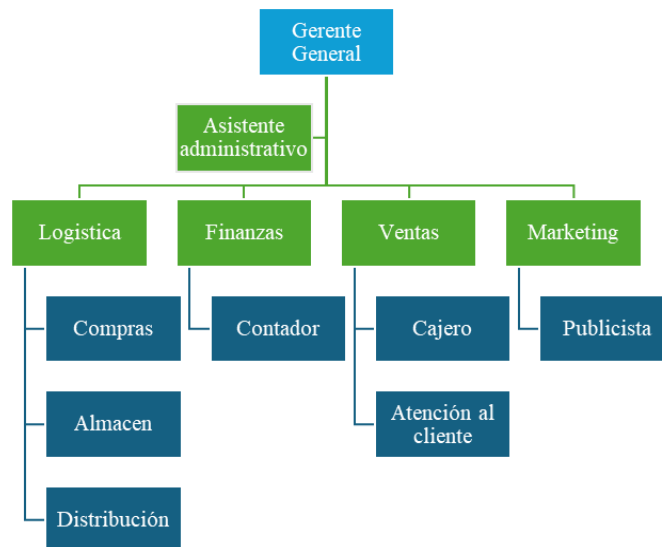 Gerente
General
Asistente
administrativo
Logistica
Finanzas
Ventas
Marketing
Compras
Contador
Cajero
Publicista
Almacen
Atención al
cliente
Distribución